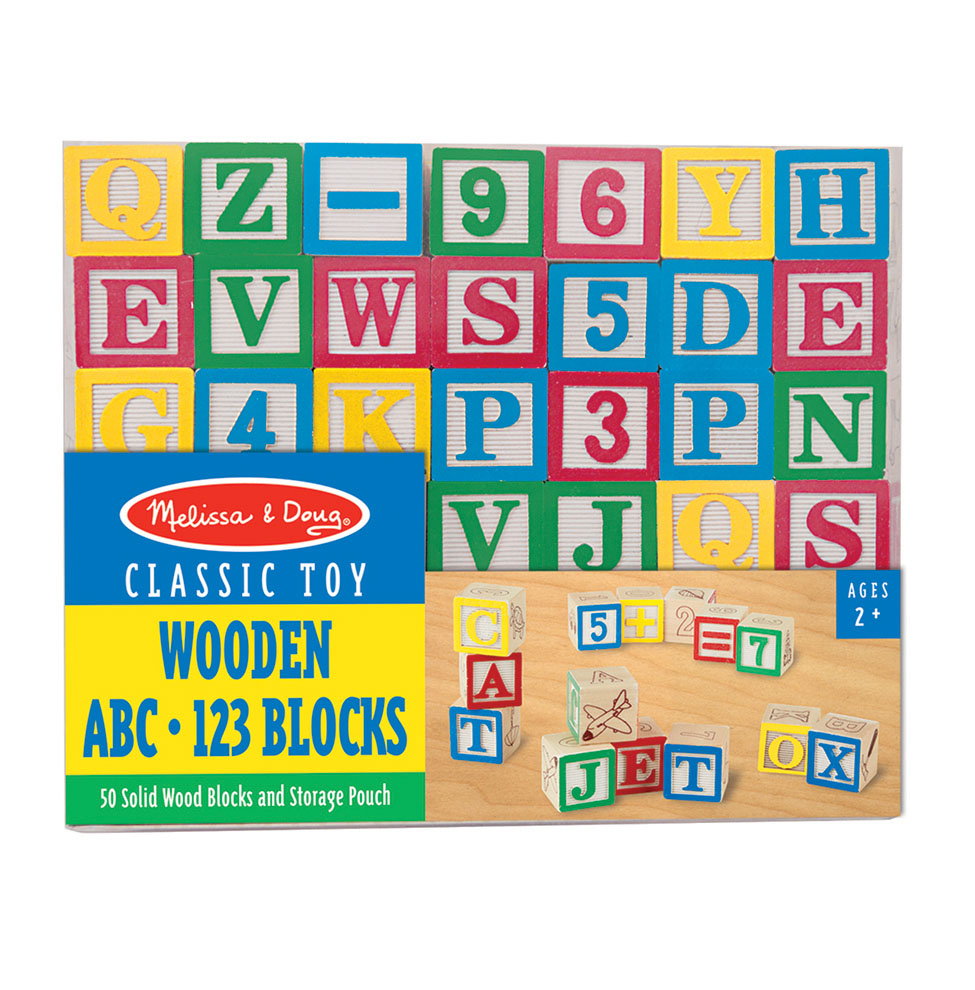 Q Z – 9 6 Y H
E V W S 5 D E
G 4 K P 3 P N
V J Q S
Melissa & Doug®
CLASSIC TOY
WOODEN
ABC • 123 BLOCKS
50 Solid Wood Blocks and Storage Pouch
AGES
2+
C
A
T
5 + 2 = 7
J E T
O X